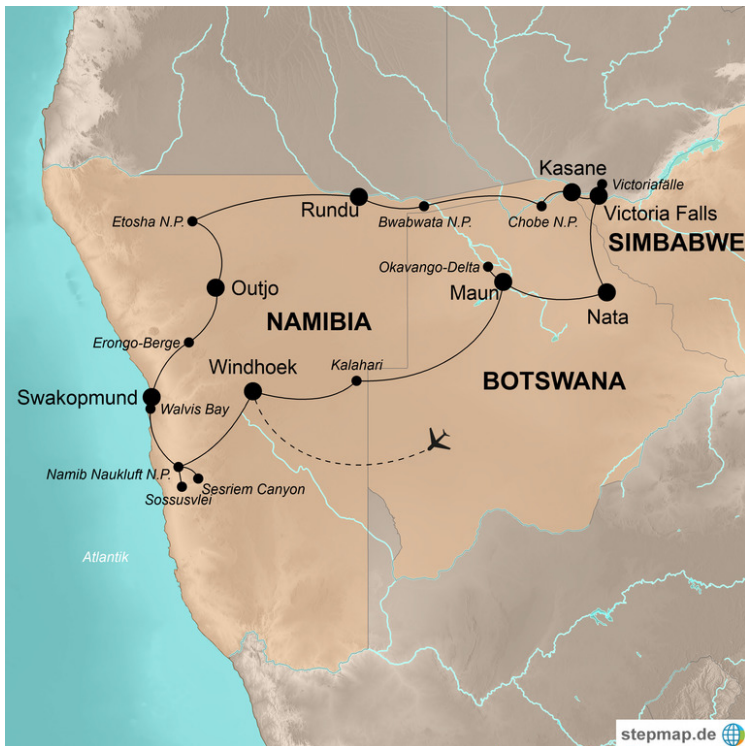 Kasane
Victoriafälle
Etosha N.P.
Rundu
Bwabwata N.P.
Chobe N.P.
Victoria Falls
SIMBABWE
Okavango-Delta
Outjo
Maun
NAMIBIA
Nata
Erongo-Berge
Windhoek
Kalahari
BOTSWANA
Swakopmund
Walvis Bay
Namib Naukluft N.P.
Sesriem Canyon
Sossusvlei
Atlantik
stepmap.de